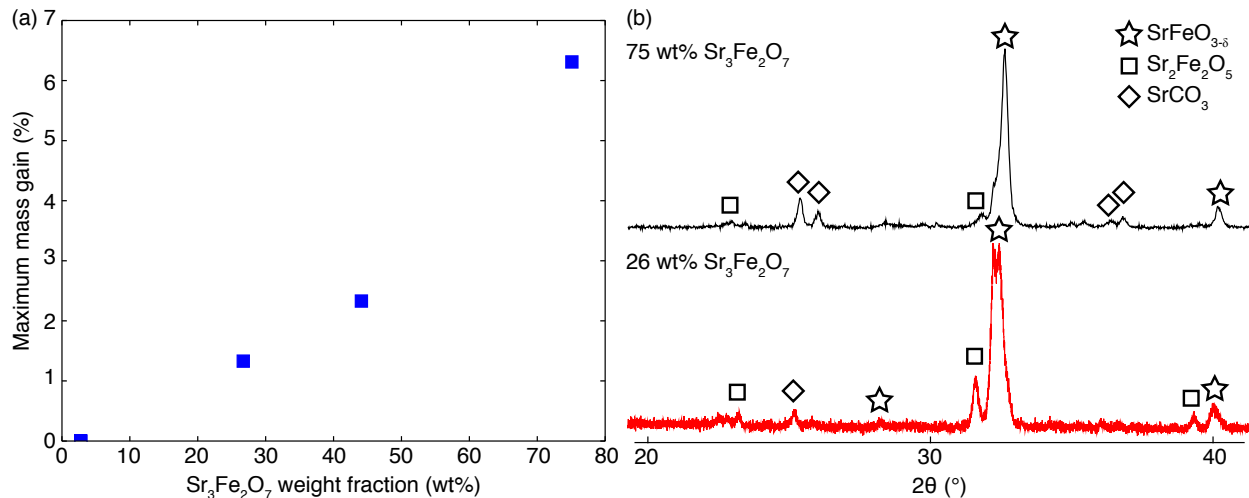 (a)
7
6
5
4
3
2
1
0
Maximum mass gain (%)
0 10 20 30 40 50 60 70 80
Sr₃Fe₂O₇ weight fraction (wt%)
(b)
75 wt% Sr₃Fe₂O₇
SrFeO₃₋δ
Sr₂Fe₂O₅
SrCO₃
26 wt% Sr₃Fe₂O₇
20 30 40
2θ (°)